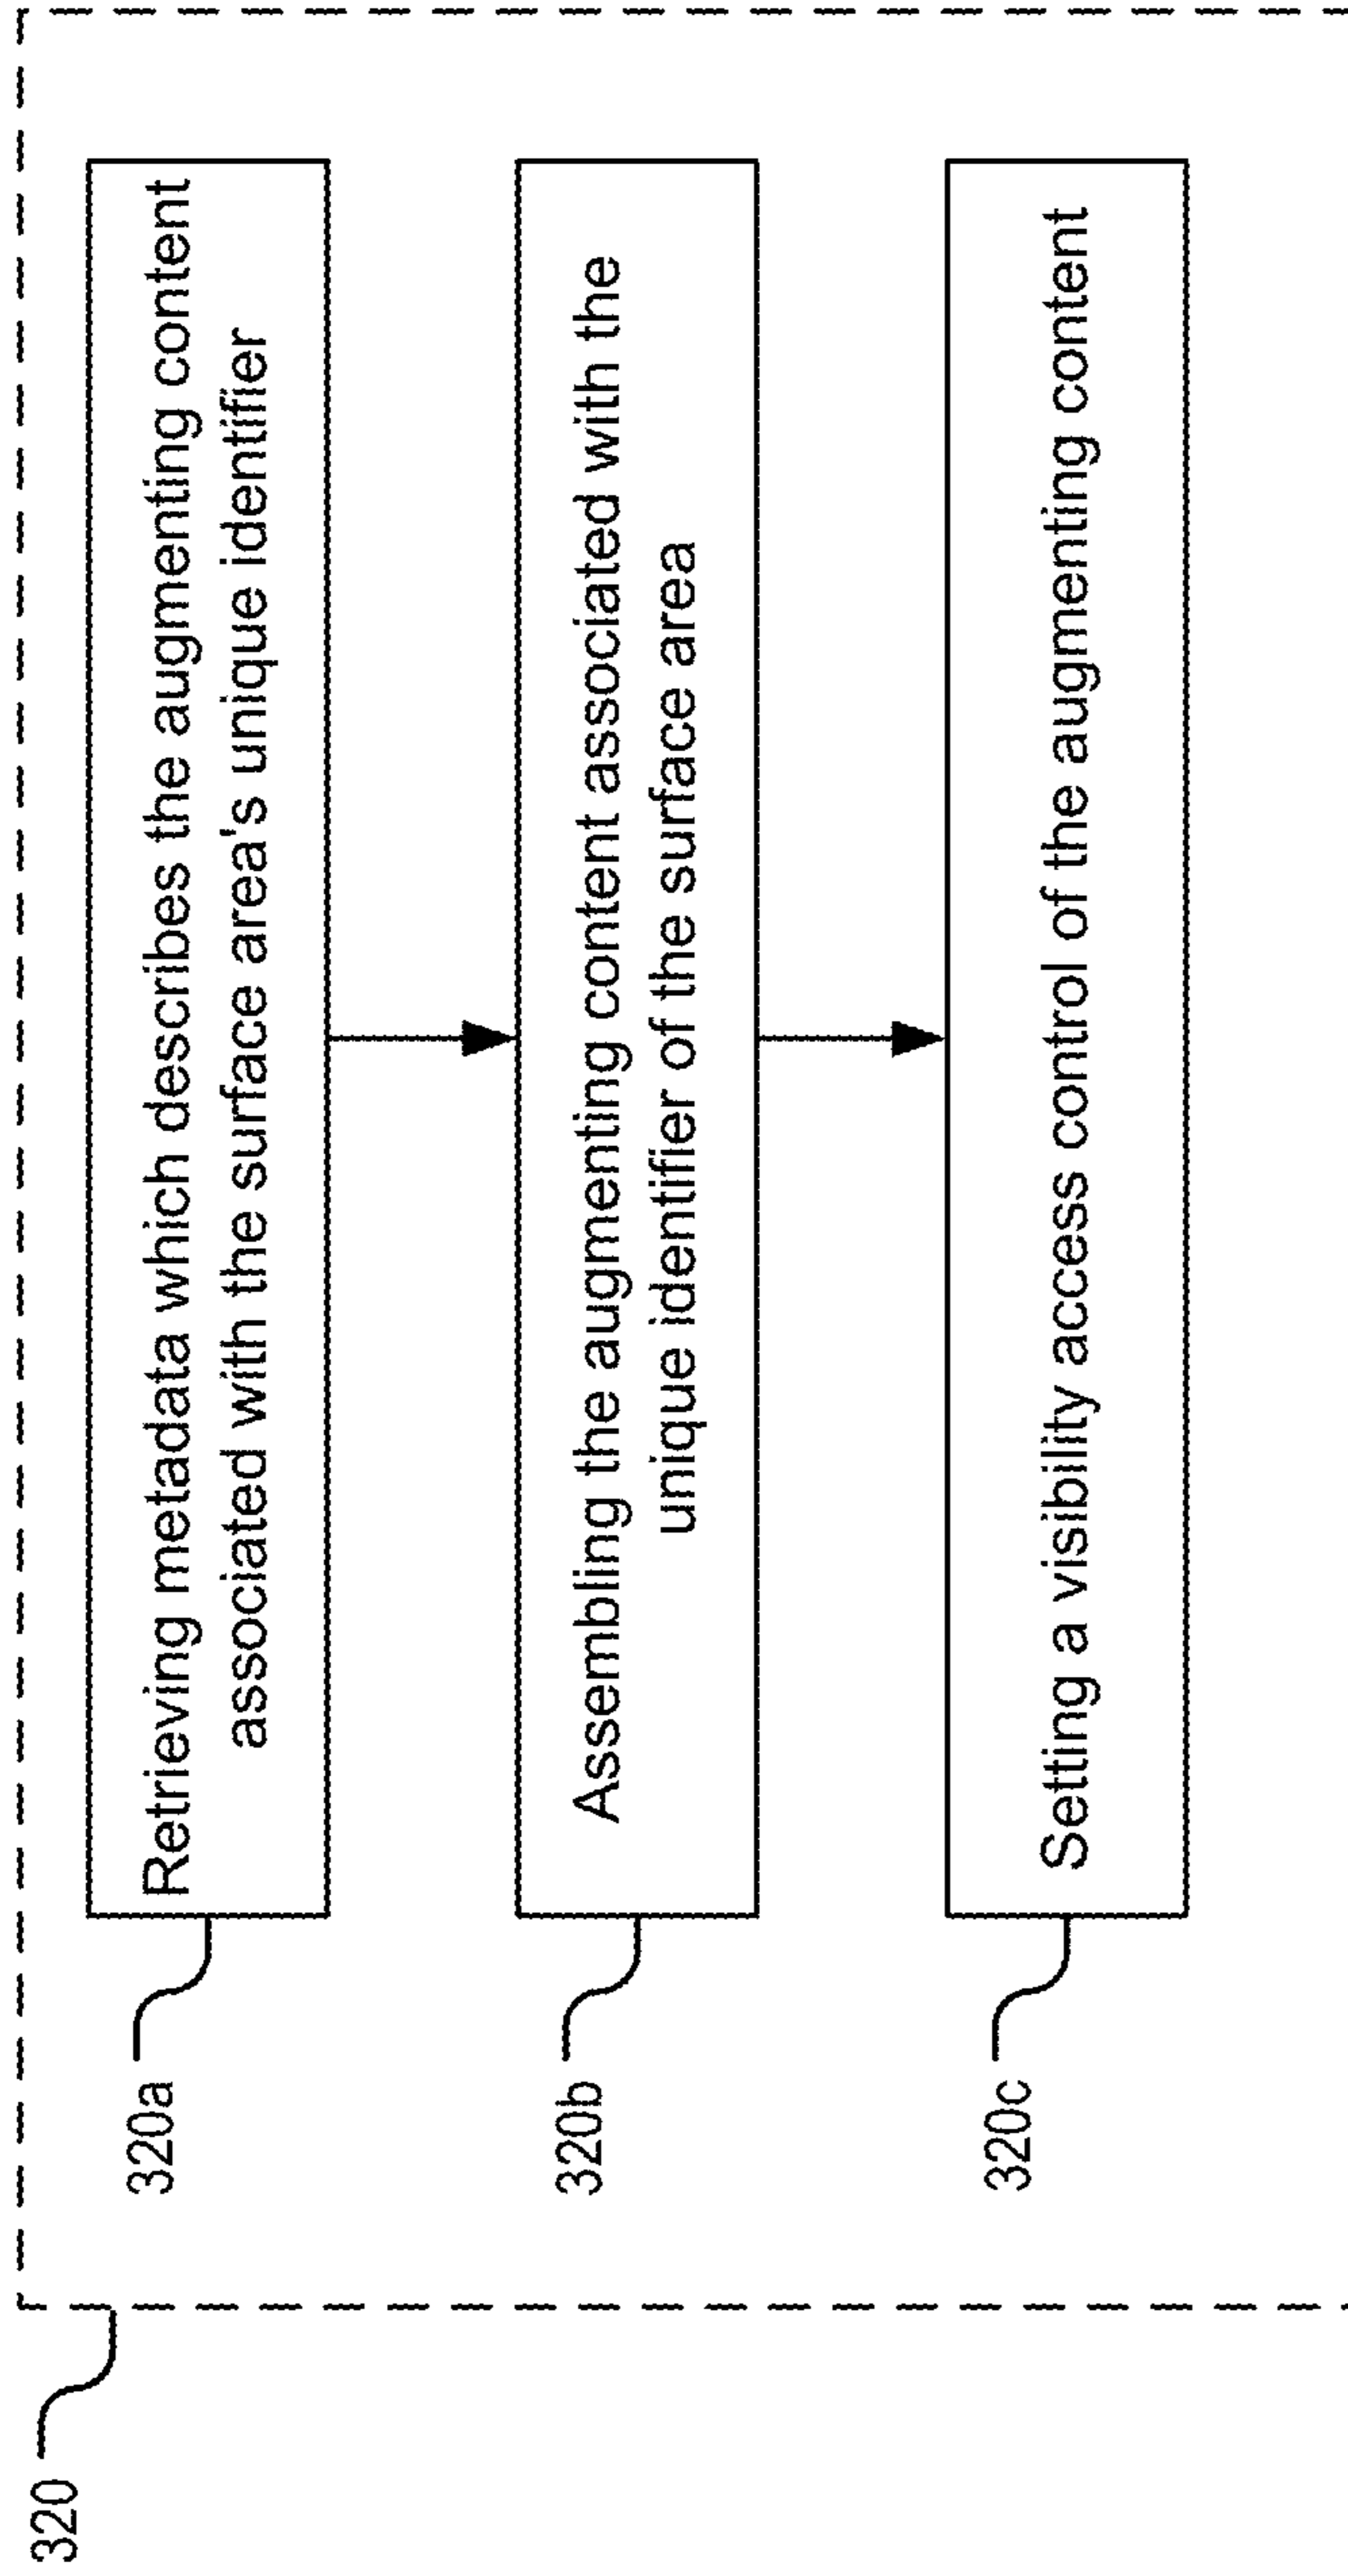 320
320a
Retrieving metadata which describes the augmenting content
associated with the surface area's unique identifier
320b
Assembling the augmenting content associated with the
unique identifier of the surface area
320c
Setting a visibility access control of the augmenting content